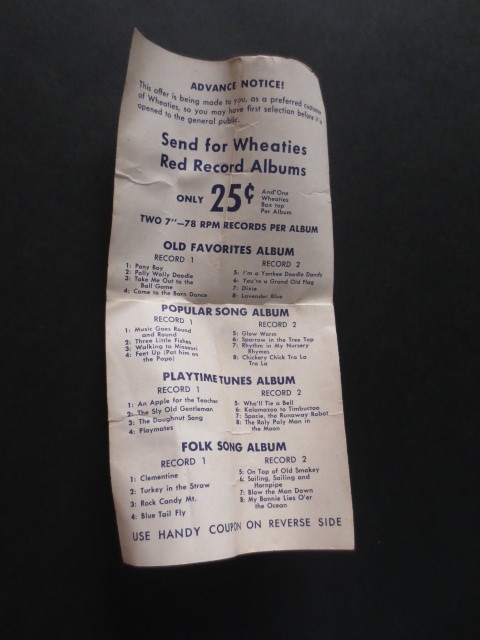 ADVANCE NOTICE!
This offer is being made to you, as a preferred customer
of Wheaties, so you may have first selection before it is
opened to the general public.
Send for Wheaties
Red Record Albums
ONLY 25¢ And One
Wheaties
Box top
Per Album
TWO 7"—78 RPM RECORDS PER ALBUM
OLD FAVORITES ALBUM
RECORD 1
1: Pony Boy
2: Polly Wolly Doodle
3: Take Me Out to the
Ball Game
4: Come to the Barn Dance
RECORD 2
5: I'm a Yankee Doodle Dandy
6: You're a Grand Old Flag
7: Dixie
8: Lavender Blue
POPULAR SONG ALBUM
RECORD 1
1: Music Goes Round
and Round
2: Three Little Fishes
3: Walking to Missouri
4: Feet Up (Pat him on
the Popo)
RECORD 2
5: Glow Worm
6: Sparrow in the Tree Top
7: Rhythm in My Nursery
Rhymes
8: Chickery Chick Tra La
Tra La
PLAYTIME TUNES ALBUM
RECORD 1
1: An Apple for the Teacher
2: The Sly Old Gentleman
3: The Doughnut Song
4: Playmates
RECORD 2
5: Who'll Tie a Bell
6: Kalamazoo to Timbuctoo
7: Spacie, the Runaway Robot
8: The Roly Poly Man in
the Moon
FOLK SONG ALBUM
RECORD 1
1: Clementine
2: Turkey in the Straw
3: Rock Candy Mt.
4: Blue Tail Fly
RECORD 2
5: On Top of Old Smokey
6: Sailing, Sailing and
Hornpipe
7: Blow the Man Down
8: My Bonnie Lies O'er
the Ocean
USE HANDY COUPON ON REVERSE SIDE